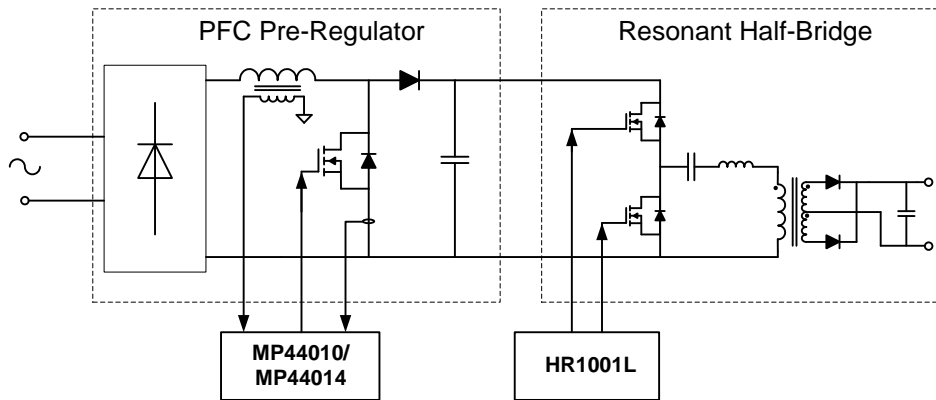 PFC Pre-Regulator
Resonant Half-Bridge
MP44010/
MP44014
HR1001L